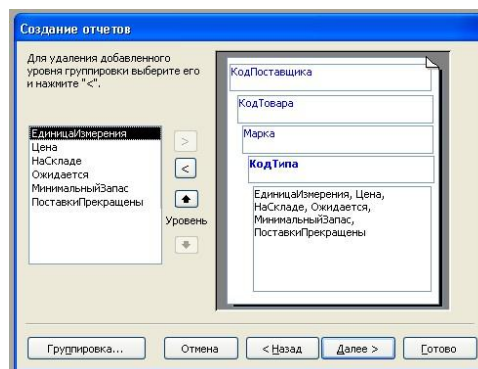 Создание отчетов
Для удаления добавленного
уровня группировки выберите его
и нажмите "<".
ЕдиницаИзмерения
Цена
НаСкладе
Ожидается
МинимальныйЗапас
ПоставкиПрекращены
>
<
Уровень
КодПоставщика
КодТовара
Марка
КодТипа
ЕдиницаИзмерения, Цена,
НаСкладе, Ожидается,
МинимальныйЗапас,
ПоставкиПрекращены
Группировка...
Отмена
< Назад
Далее >
Готово